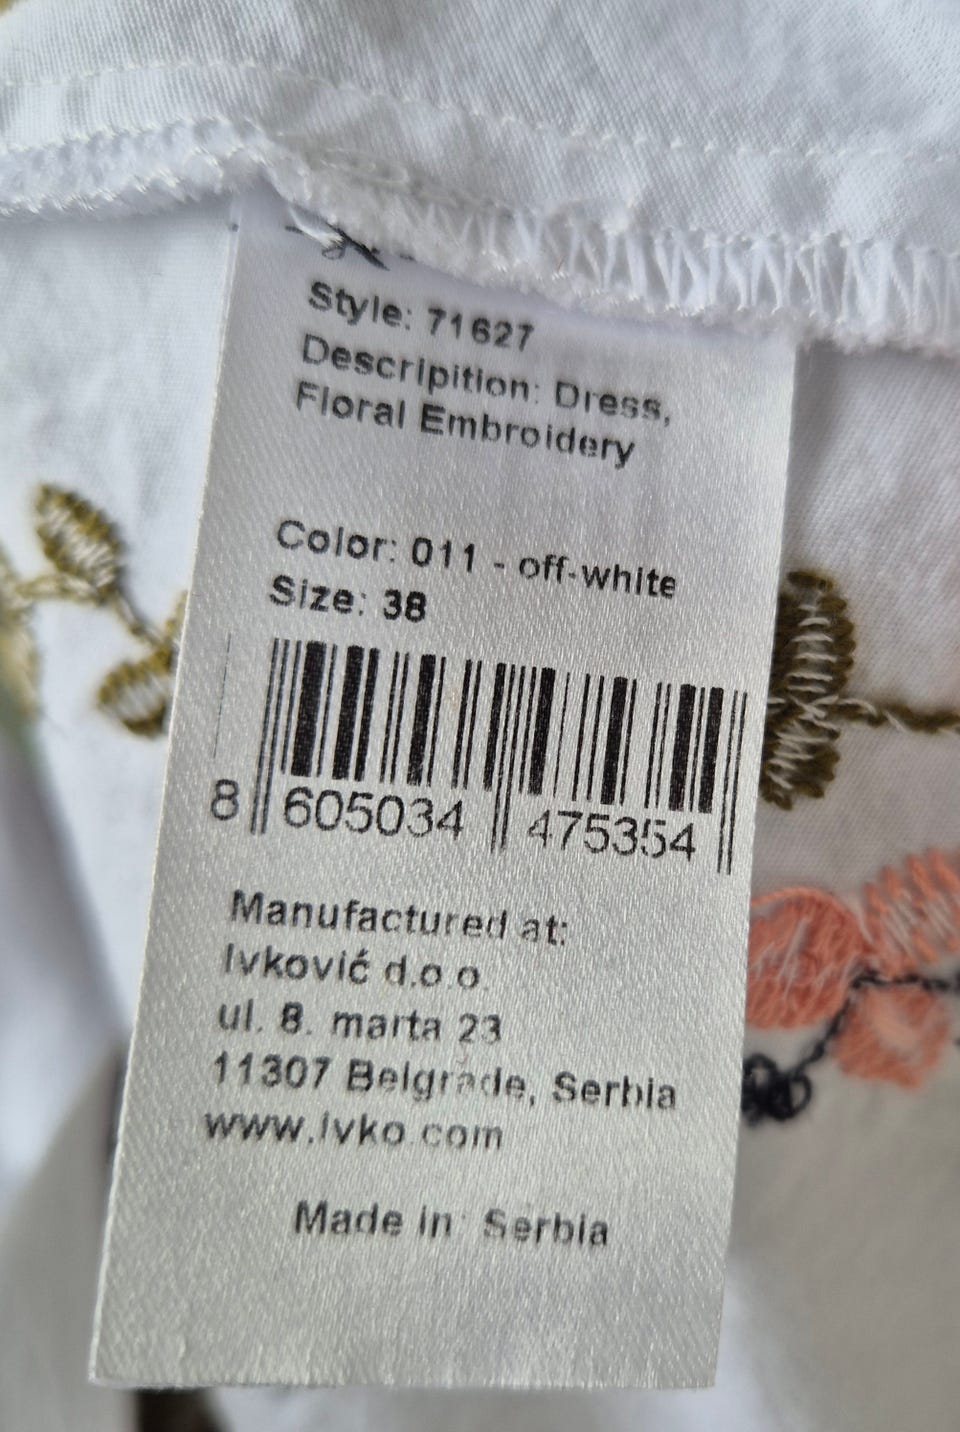 Style: 71627
Descripition: Dress,
Floral Embroidery
Color: 011 - off-white
Size: 38
8 605034 475354
Manufactured at:
Ivković d.o.o.
ul. 8. marta 23
11307 Belgrade, Serbia
www.ivko.com
Made in Serbia